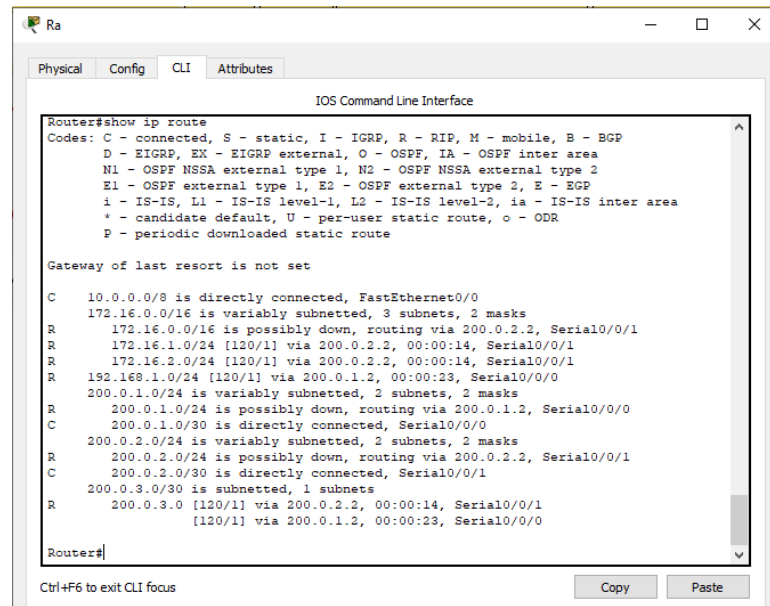 Ra
Physical Config CLI Attributes
IOS Command Line Interface
Router#show ip route
Codes: C - connected, S - static, I - IGRP, R - RIP, M - mobile, B - BGP
D - EIGRP, EX - EIGRP external, O - OSPF, IA - OSPF inter area
N1 - OSPF NSSA external type 1, N2 - OSPF NSSA external type 2
E1 - OSPF external type 1, E2 - OSPF external type 2, E - EGP
i - IS-IS, L1 - IS-IS level-1, L2 - IS-IS level-2, ia - IS-IS inter area
* - candidate default, U - per-user static route, o - ODR
P - periodic downloaded static route
Gateway of last resort is not set
C 10.0.0.0/8 is directly connected, FastEthernet0/0
172.16.0.0/16 is variably subnetted, 3 subnets, 2 masks
R 172.16.0.0/16 is possibly down, routing via 200.0.2.2, Serial0/0/1
R 172.16.1.0/24 [120/1] via 200.0.2.2, 00:00:14, Serial0/0/1
R 172.16.2.0/24 [120/1] via 200.0.2.2, 00:00:14, Serial0/0/1
R 192.168.1.0/24 [120/1] via 200.0.1.2, 00:00:23, Serial0/0/0
200.0.1.0/24 is variably subnetted, 2 subnets, 2 masks
R 200.0.1.0/24 is possibly down, routing via 200.0.1.2, Serial0/0/0
C 200.0.1.0/30 is directly connected, Serial0/0/0
200.0.2.0/24 is variably subnetted, 2 subnets, 2 masks
R 200.0.2.0/24 is possibly down, routing via 200.0.2.2, Serial0/0/1
C 200.0.2.0/30 is directly connected, Serial0/0/1
200.0.3.0/30 is subnetted, 1 subnets
R 200.0.3.0 [120/1] via 200.0.2.2, 00:00:14, Serial0/0/1
[120/1] via 200.0.1.2, 00:00:23, Serial0/0/0
Router#
Ctrl+F6 to exit CLI focus
Copy Paste